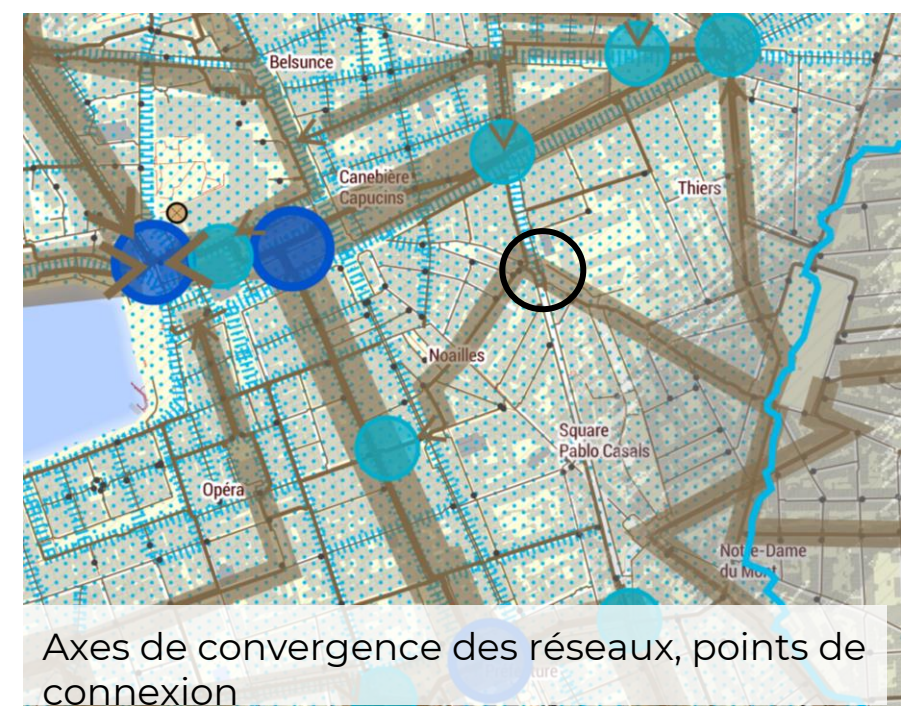 Belsunce
Canebière
Capucins
Thiers
Noailles
Square
Pablo Casals
Opéra
Notre-Dame
du Mont
Axes de convergence des réseaux, points de
connexion